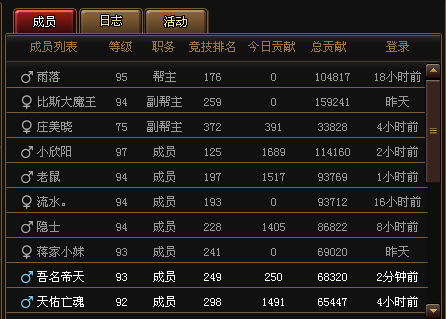 成员 日志 活动
成员列表 等级 职务 竞技排名 今日贡献 总贡献 登录
雨落 95 帮主 176 0 104817 18小时前
比斯大魔王 94 副帮主 259 0 159241 昨天
庄美晓 75 副帮主 372 391 33828 4小时前
小欣阳 97 成员 125 1689 114160 2小时前
老鼠 94 成员 197 1517 93769 1小时前
流水。 94 成员 193 0 93712 16小时前
隐士 94 成员 228 1405 86822 8小时前
蒋家小妹 93 成员 241 0 69020 昨天
吾名帝天 93 成员 249 250 68320 2分钟前
天佑亡魂 92 成员 298 1491 65447 4小时前